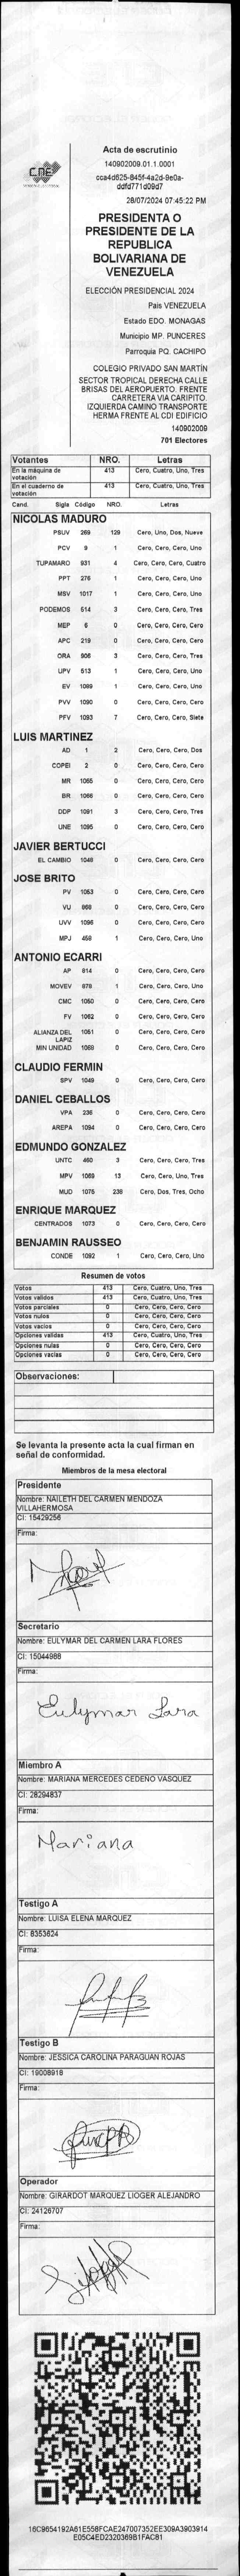 CNE
Acta de escrutinio
140902009.01.1.0001
cca4d625-845f-4a2d-9e0a-
ddfd771d09d7
28/07/2024 07:45:22 PM
PRESIDENTA O
PRESIDENTE DE LA
REPUBLICA
BOLIVARIANA DE
VENEZUELA
ELECCIÓN PRESIDENCIAL 2024
Pais VENEZUELA
Estado EDO. MONAGAS
Municipio MP. PUNCERES
Parroquia PQ. CACHIPO
COLEGIO PRIVADO SAN MARTÍN
SECTOR TROPICAL DERECHA CALLE
BRISAS DEL AEROPUERTO. FRENTE
CARRETERA VIA CARIPITO.
IZQUIERDA CAMINO TRANSPORTE
HERMA FRENTE AL CDI EDIFICIO
140902009
701 Electores
Votantes NRO. Letras
En la máquina de votación 413 Cero, Cuatro, Uno, Tres
En el cuaderno de votación 413 Cero, Cuatro, Uno, Tres
Cand. Sigla Código NRO. Letras
NICOLAS MADURO
PSUV 269 129 Cero, Uno, Dos, Nueve
PCV 9 1 Cero, Cero, Cero, Uno
TUPAMARO 931 4 Cero, Cero, Cero, Cuatro
PPT 276 1 Cero, Cero, Cero, Uno
MSV 1017 1 Cero, Cero, Cero, Uno
PODEMOS 514 3 Cero, Cero, Cero, Tres
MEP 6 0 Cero, Cero, Cero, Cero
APC 219 0 Cero, Cero, Cero, Cero
ORA 906 3 Cero, Cero, Cero, Tres
UPV 513 1 Cero, Cero, Cero, Uno
EV 1089 1 Cero, Cero, Cero, Uno
PVV 1090 0 Cero, Cero, Cero, Cero
PFV 1093 7 Cero, Cero, Cero, Siete
LUIS MARTINEZ
AD 1 2 Cero, Cero, Cero, Dos
COPEI 2 0 Cero, Cero, Cero, Cero
MR 1065 0 Cero, Cero, Cero, Cero
BR 1066 0 Cero, Cero, Cero, Cero
DDP 1091 3 Cero, Cero, Cero, Tres
UNE 1095 0 Cero, Cero, Cero, Cero
JAVIER BERTUCCI
EL CAMBIO 1048 0 Cero, Cero, Cero, Cero
JOSE BRITO
PV 1053 0 Cero, Cero, Cero, Cero
VU 868 0 Cero, Cero, Cero, Cero
UVV 1096 0 Cero, Cero, Cero, Cero
MPJ 458 1 Cero, Cero, Cero, Uno
ANTONIO ECARRI
AP 814 0 Cero, Cero, Cero, Cero
MOVEV 878 1 Cero, Cero, Cero, Uno
CMC 1050 0 Cero, Cero, Cero, Cero
FV 1062 0 Cero, Cero, Cero, Cero
ALIANZA DEL LAPIZ 1051 0 Cero, Cero, Cero, Cero
MIN UNIDAD 1069 0 Cero, Cero, Cero, Cero
CLAUDIO FERMIN
SPV 1049 0 Cero, Cero, Cero, Cero
DANIEL CEBALLOS
VPA 236 0 Cero, Cero, Cero, Cero
AREPA 1094 0 Cero, Cero, Cero, Cero
EDMUNDO GONZALEZ
UNTC 460 3 Cero, Cero, Cero, Tres
MPV 1069 13 Cero, Cero, Uno, Tres
MUD 1075 238 Cero, Dos, Tres, Ocho
ENRIQUE MARQUEZ
CENTRADOS 1073 0 Cero, Cero, Cero, Cero
BENJAMIN RAUSSEO
CONDE 1092 1 Cero, Cero, Cero, Uno
Resumen de votos
Votos 413 Cero, Cuatro, Uno, Tres
Votos validos 413 Cero, Cuatro, Uno, Tres
Votos parciales 0 Cero, Cero, Cero, Cero
Votos nulos 0 Cero, Cero, Cero, Cero
Votos vacíos 0 Cero, Cero, Cero, Cero
Opciones validas 413 Cero, Cuatro, Uno, Tres
Opciones nulas 0 Cero, Cero, Cero, Cero
Opciones vacias 0 Cero, Cero, Cero, Cero
Observaciones:
Se levanta la presente acta la cual firman en
señal de conformidad.
Miembros de la mesa electoral
Presidente
Nombre: NAILETH DEL CARMEN MENDOZA
VILLAHERMOSA
CI: 15429256
Firma:
Secretario
Nombre: EULYMAR DEL CARMEN LARA FLORES
CI: 15044988
Firma:
Eulymar Lara
Miembro A
Nombre: MARIANA MERCEDES CEDEÑO VASQUEZ
CI: 28294837
Firma:
Mariana
Testigo A
Nombre: LUISA ELENA MARQUEZ
CI: 8353624
Firma:
Testigo B
Nombre: JESSICA CAROLINA PARAGUAN ROJAS
CI: 19008918
Firma:
Operador
Nombre: GIRARDOT MARQUEZ LIOGER ALEJANDRO
CI: 24126707
Firma:
16C9654192A61E558FCAE247007352EE309A3903914
E05C4ED2320369B1FAC81